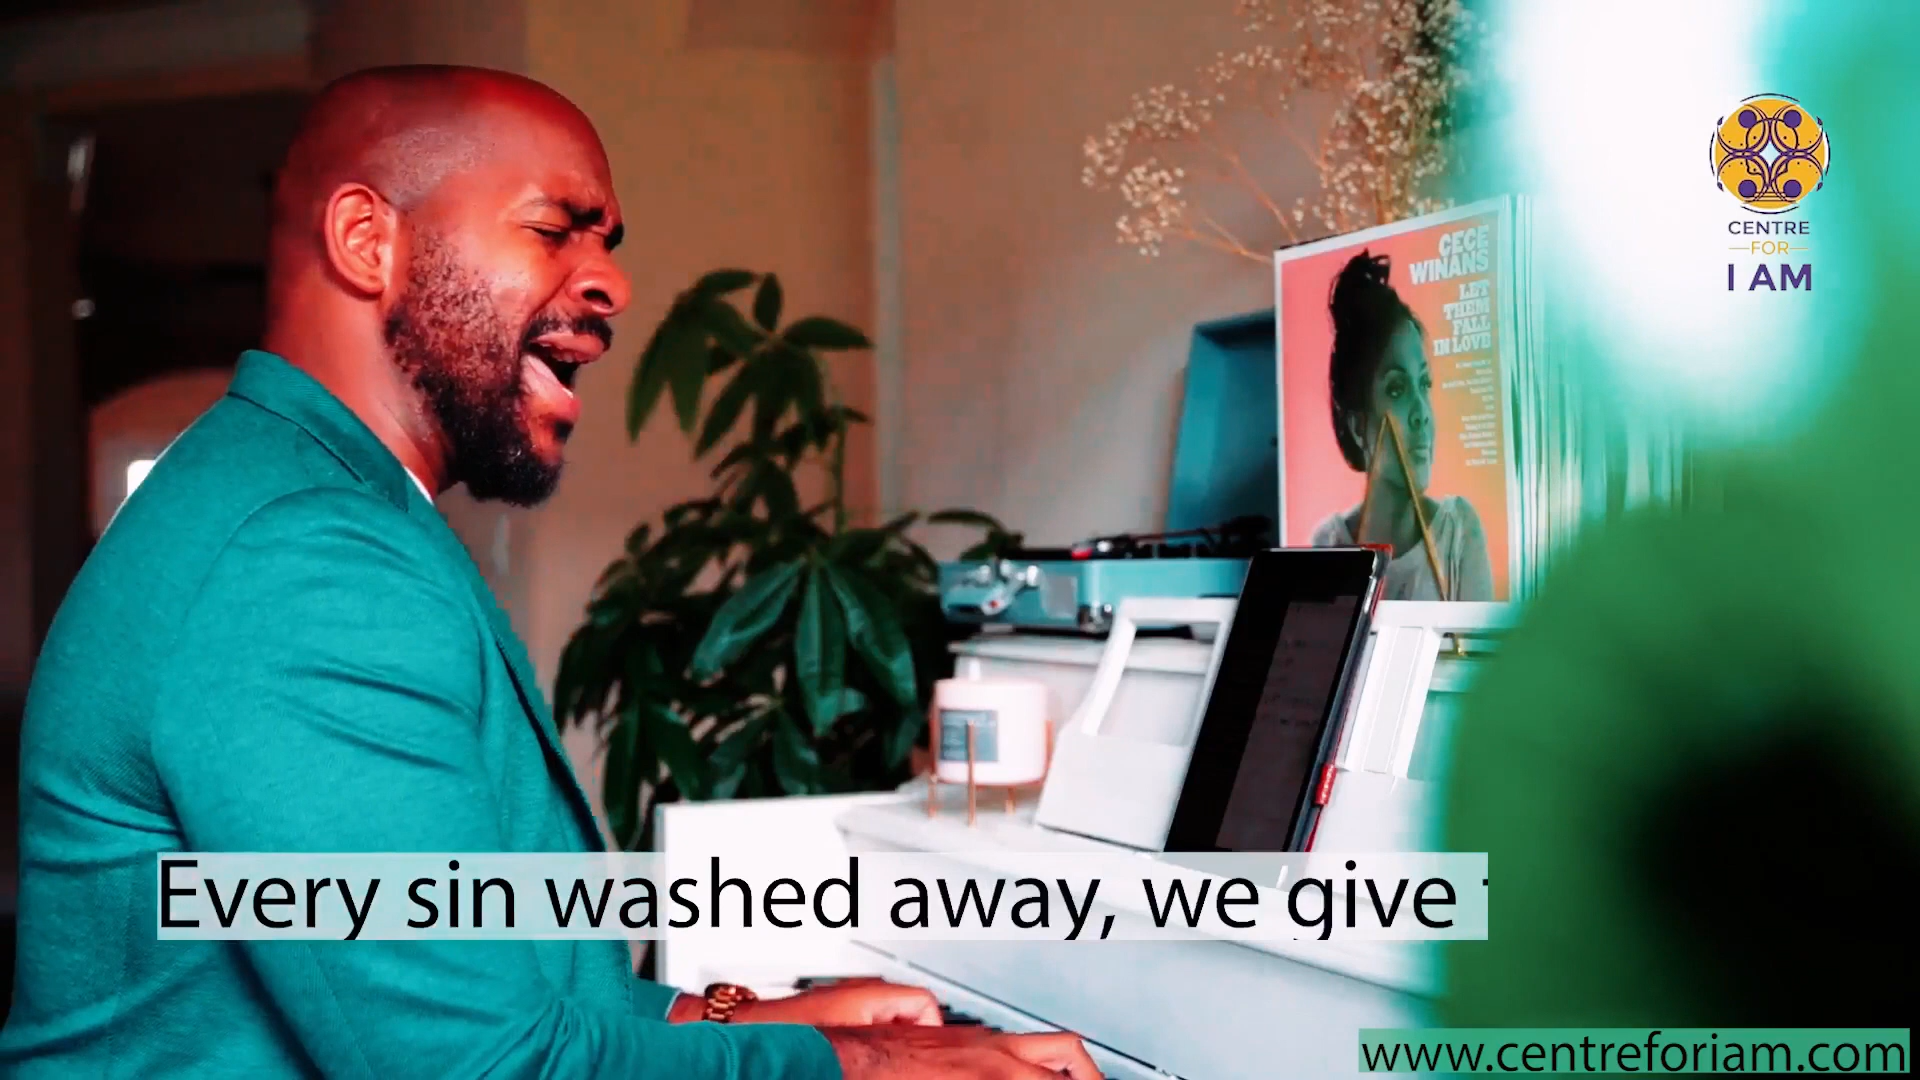 CENTRE
FOR
I AM
CECE
WINANS
LET
THEM
FALL
IN LOVE
Every sin washed away, we give
www.centreforiam.com